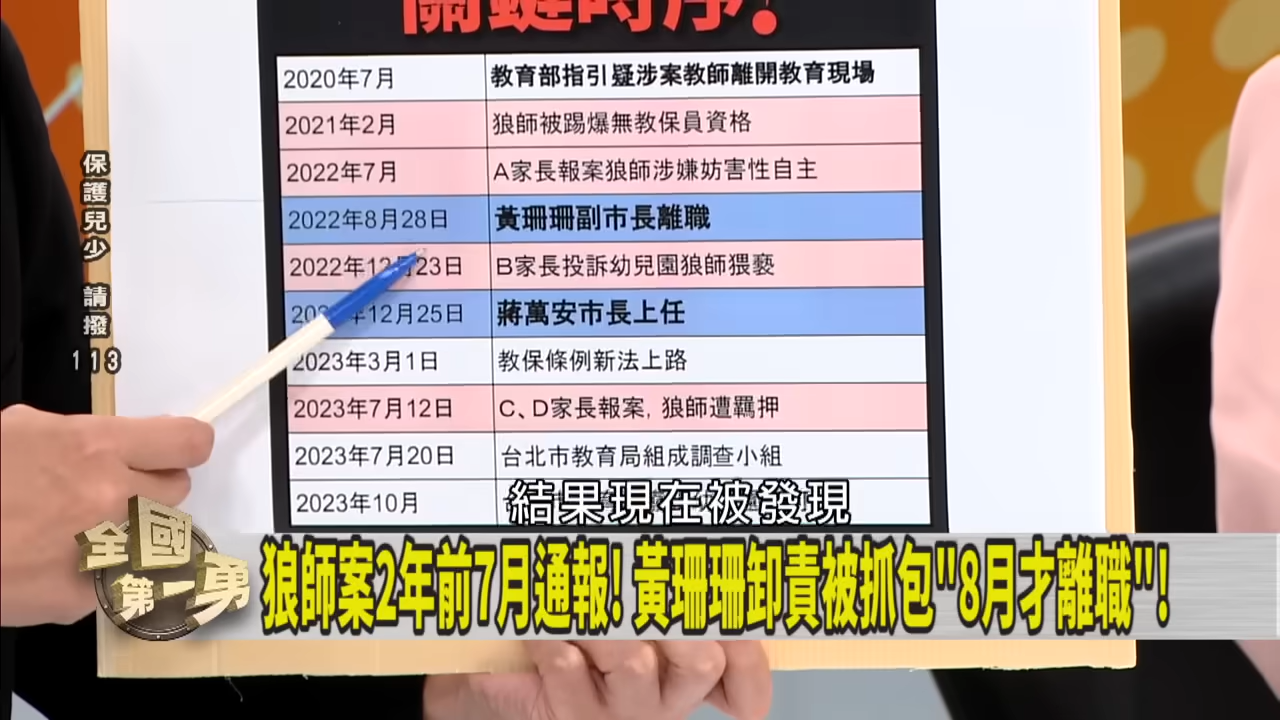 關鍵時序!
2020年7月 教育部指引疑涉案教師離開教育現場
2021年2月 狼師被踢爆無教保員資格
2022年7月 A家長報案狼師涉嫌妨害性自主
2022年8月28日 黃珊珊副市長離職
2022年12月23日 B家長投訴幼兒園狼師猥褻
12月25日 蔣萬安市長上任
2023年3月1日 教保條例新法上路
2023年7月12日 C、D家長報案, 狼師遭羈押
2023年7月20日 台北市教育局組成調查小組
2023年10月
保護兒少 請撥
113
結果現在被發現
全國第一勇
狼師案2年前7月通報! 黃珊珊卸責被抓包"8月才離職"!